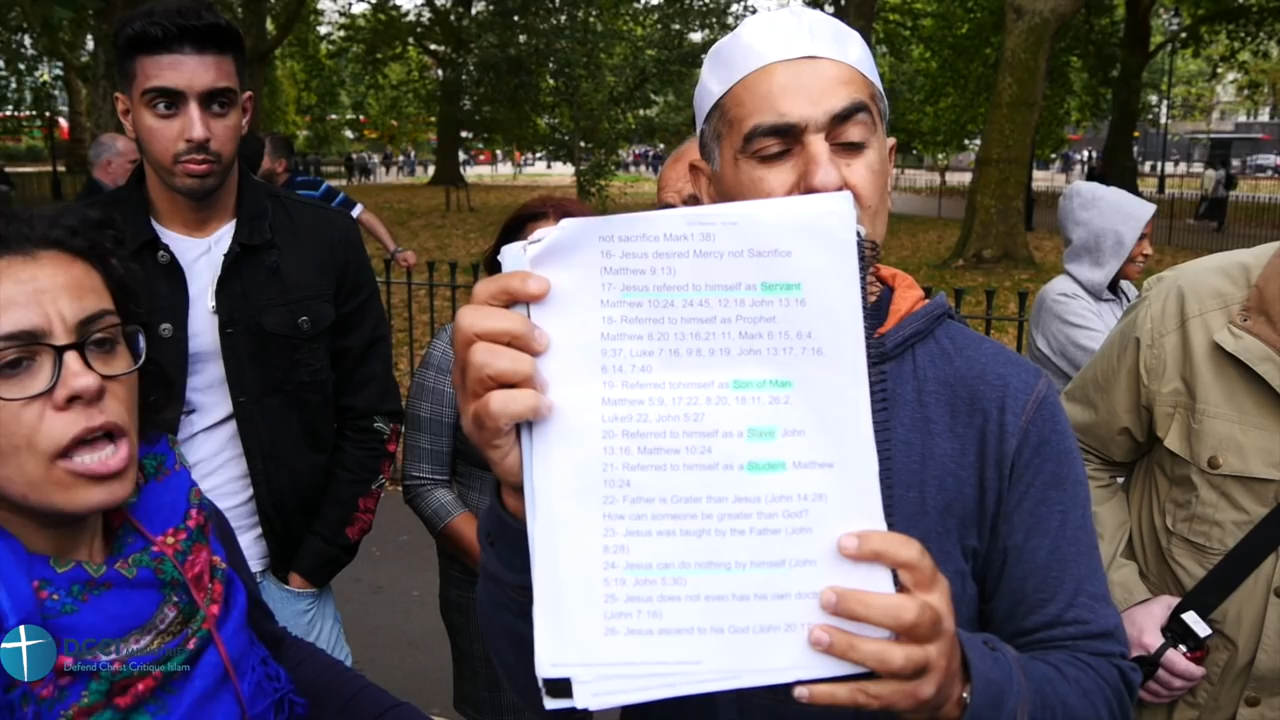 not sacrifice Mark1:38)
16- Jesus desired Mercy not Sacrifice
(Matthew 9:13)
17- Jesus refered to himself as Servant
Matthew 10:24, 24:45, 12:18 John 13:16
18- Referred to himself as Prophet.
Matthew 8:20 13:16,21:11, Mark 6:15, 6:4,
9;37, Luke 7:16, 9:8, 9:19, John 13:17, 7:16,
6:14, 7:40
19- Referred tohimself as Son of Man
Matthew 5:9, 17:22, 8:20, 18:11, 26:2,
Luke9:22, John 5:27
20- Referred to himself as a Slave John
13:16, Matthew 10:24
21- Referred to himself as a Student, Matthew
10:24
22- Father is Grater than Jesus (John 14:28)
How can someone be greater than God?
23- Jesus was taught by the Father (John
8:28)
24- Jesus can do nothing by himself (John
5:19, John 5:30)
25- Jesus does not even has his own doct
(John 7:16)
26- Jesus ascend to his God (John 20:17
DCCI MINISTRIES
Defend Christ Critique Islam